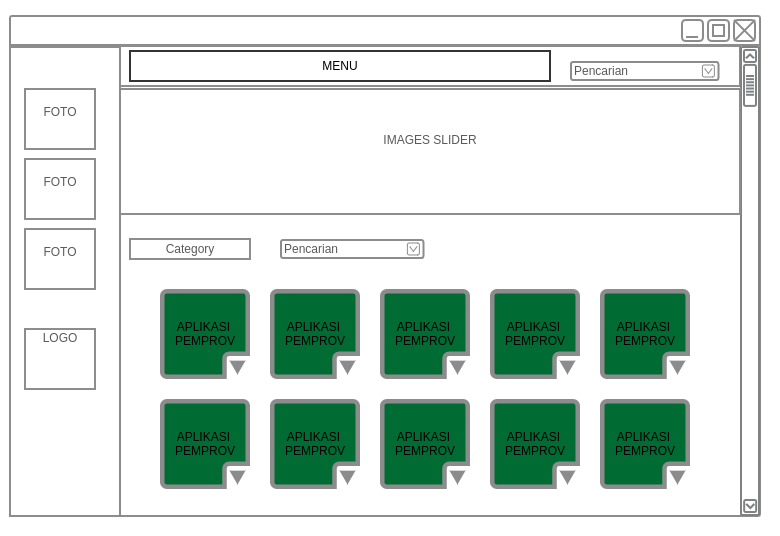 MENU
Pencarian
FOTO
IMAGES SLIDER
FOTO
FOTO
Category
Pencarian
LOGO
APLIKASI
PEMPROV
APLIKASI
PEMPROV
APLIKASI
PEMPROV
APLIKASI
PEMPROV
APLIKASI
PEMPROV
APLIKASI
PEMPROV
APLIKASI
PEMPROV
APLIKASI
PEMPROV
APLIKASI
PEMPROV
APLIKASI
PEMPROV